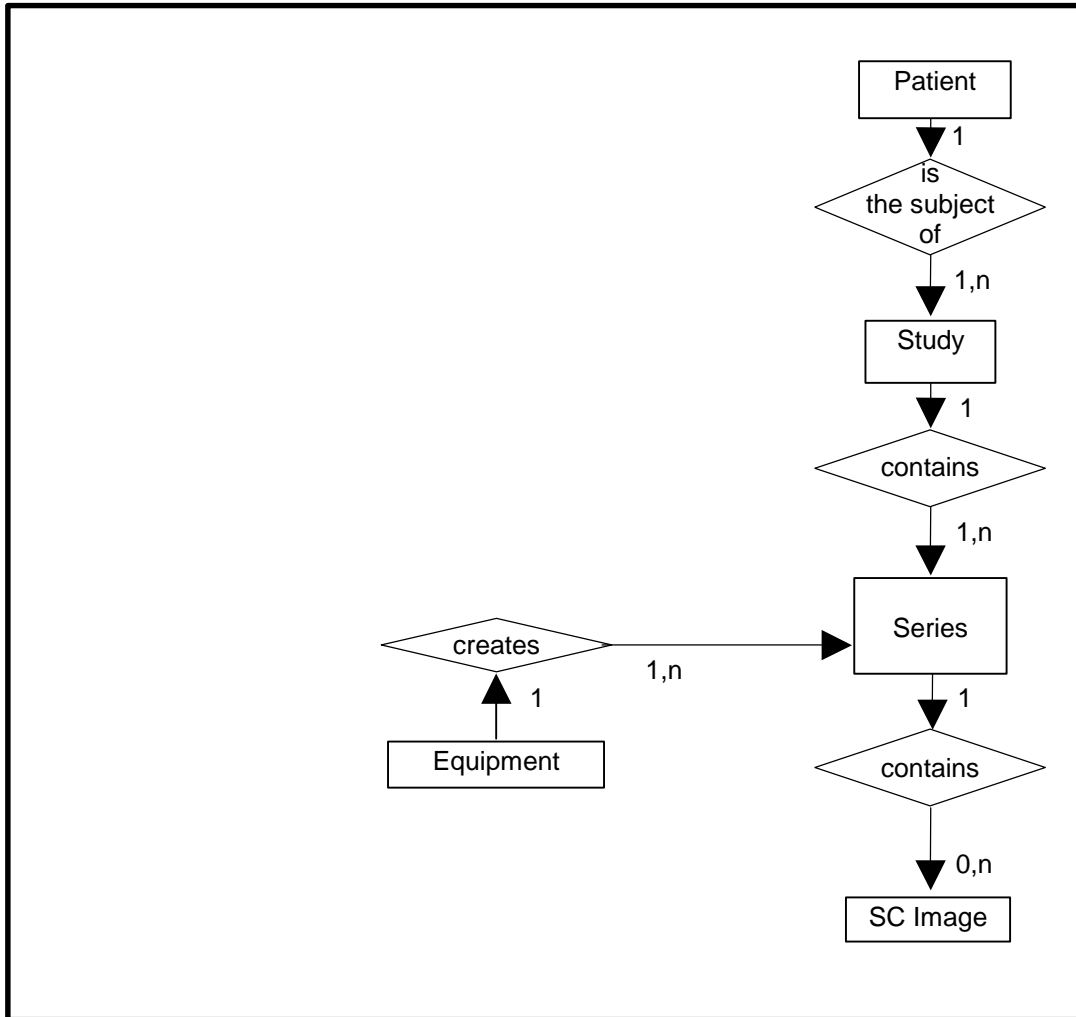 Patient
1
is
the subject
of
1,n
Study
1
contains
1,n
Series
creates
1,n
1
1
Equipment
contains
0,n
SC Image